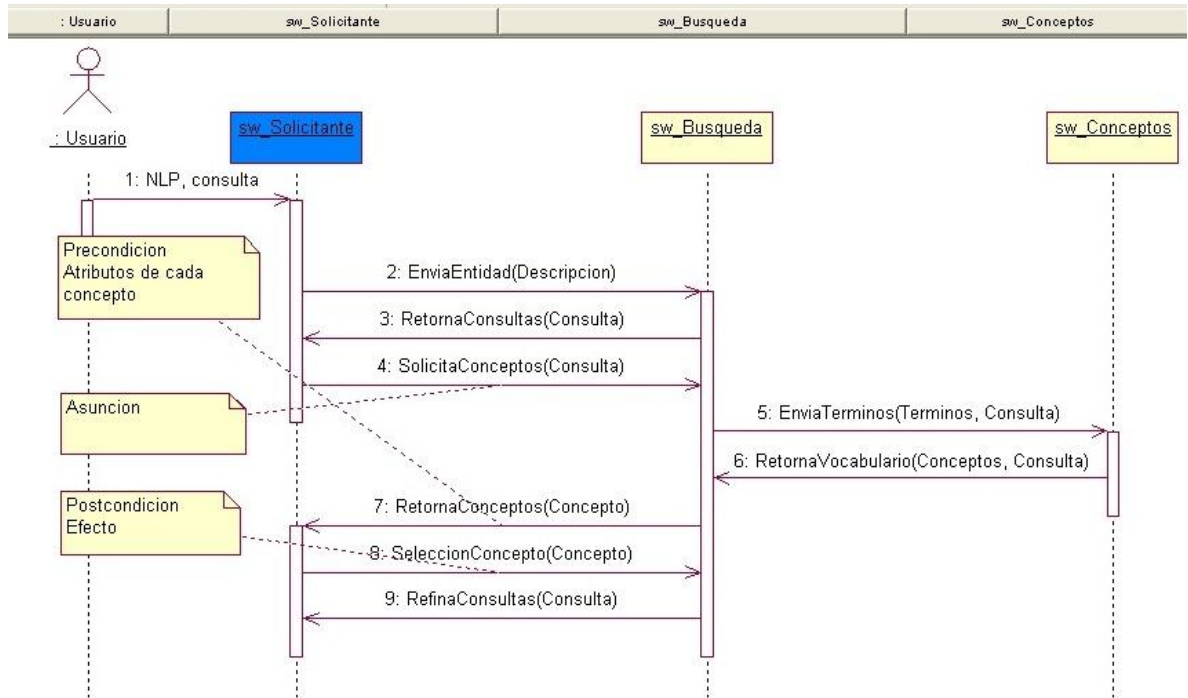 : Usuario
sw_Solicitante
sw_Busqueda
sw_Conceptos
: Usuario
sw_Solicitante
sw_Busqueda
sw_Conceptos
1: NLP, consulta
Precondicion
Atributos de cada
concepto
2: EnviaEntidad(Descripcion)
3: RetornaConsultas(Consulta)
4: SolicitaConceptos(Consulta)
Asuncion
5: EnviaTerminos(Terminos, Consulta)
6: RetornaVocabulario(Conceptos, Consulta)
Postcondicion
Efecto
7: RetornaConceptos(Concepto)
8: SeleccionConcepto(Concepto)
9: RefinaConsultas(Consulta)